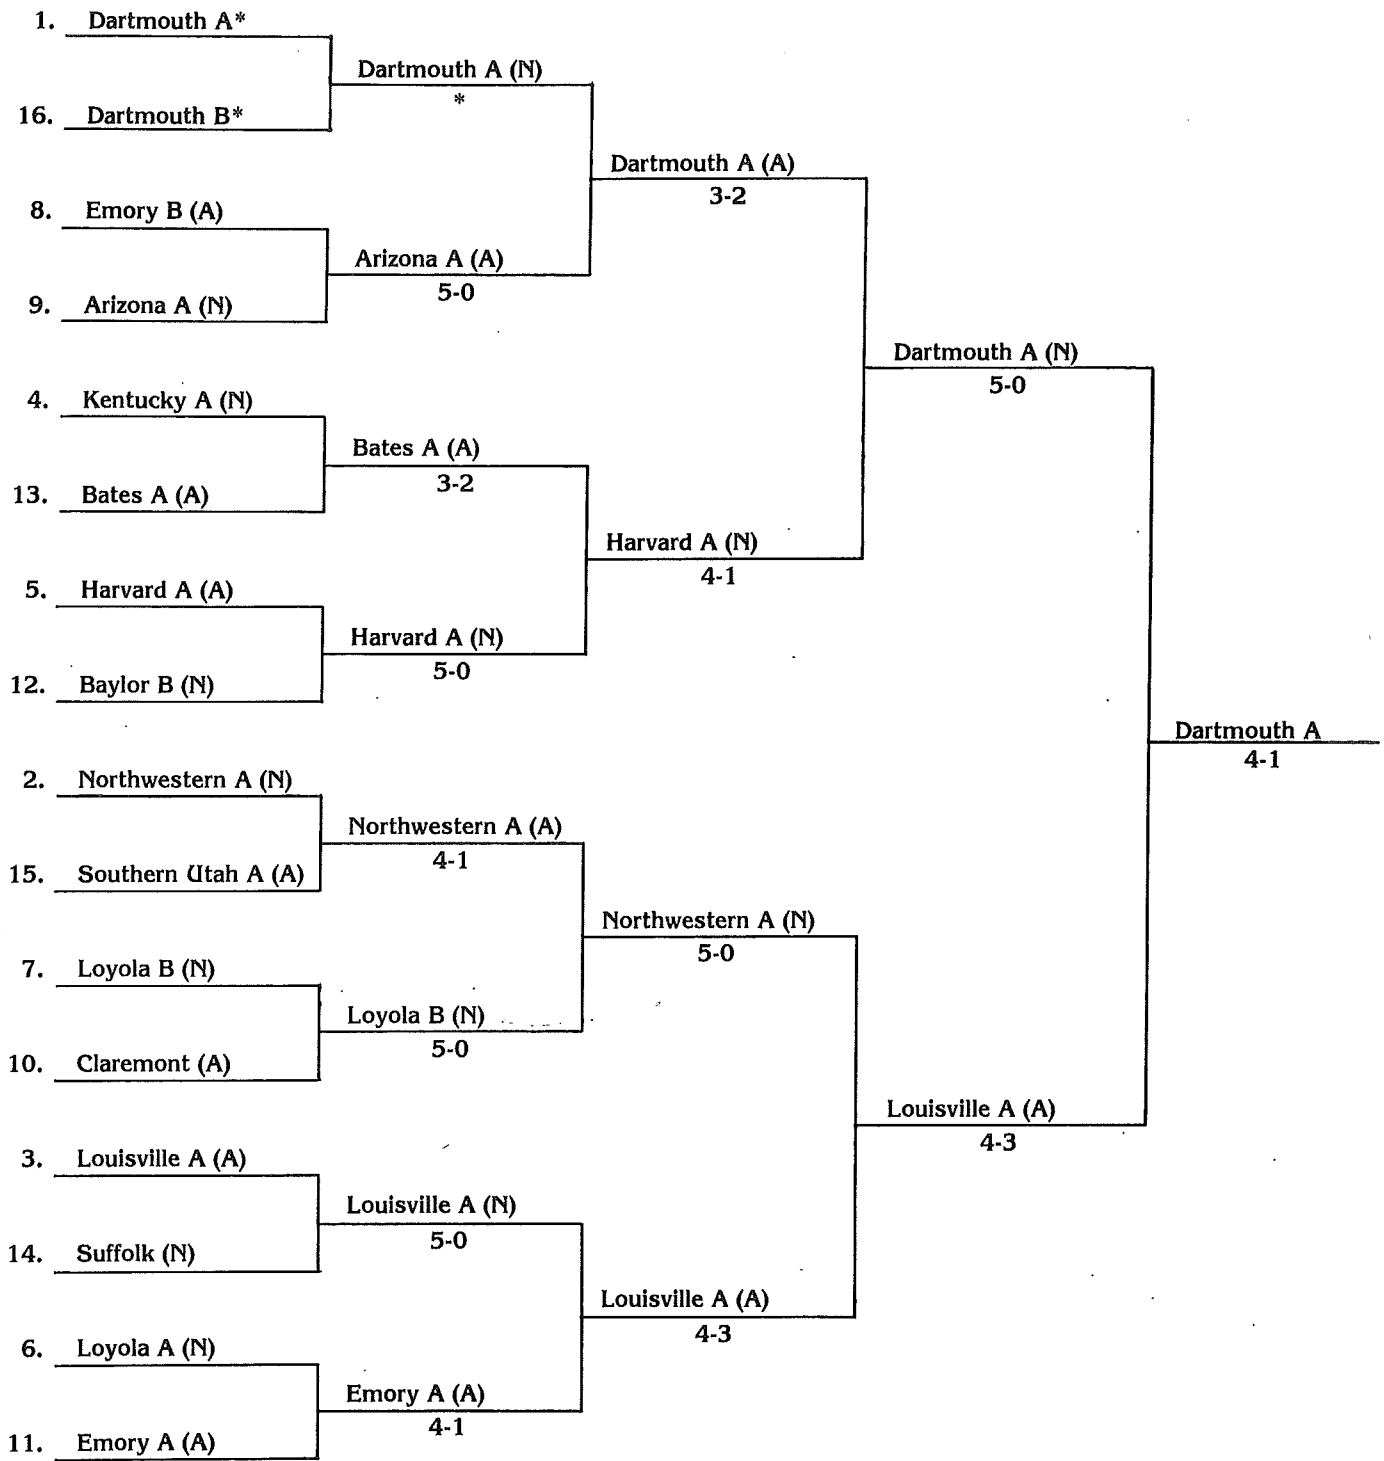 1. Dartmouth A*
Dartmouth A (N)
*
16. Dartmouth B*
Dartmouth A (A)
3-2
8. Emory B (A)
Arizona A (A)
5-0
9. Arizona A (N)
Dartmouth A (N)
5-0
4. Kentucky A (N)
Bates A (A)
3-2
13. Bates A (A)
Harvard A (N)
4-1
5. Harvard A (A)
Harvard A (N)
5-0
12. Baylor B (N)
Dartmouth A
4-1
2. Northwestern A (N)
Northwestern A (A)
4-1
15. Southern Utah A (A)
Northwestern A (N)
5-0
7. Loyola B (N)
Loyola B (N)
5-0
10. Claremont (A)
Louisville A (A)
4-3
3. Louisville A (A)
Louisville A (N)
5-0
14. Suffolk (N)
Louisville A (A)
4-3
6. Loyola A (N)
Emory A (A)
4-1
11. Emory A (A)